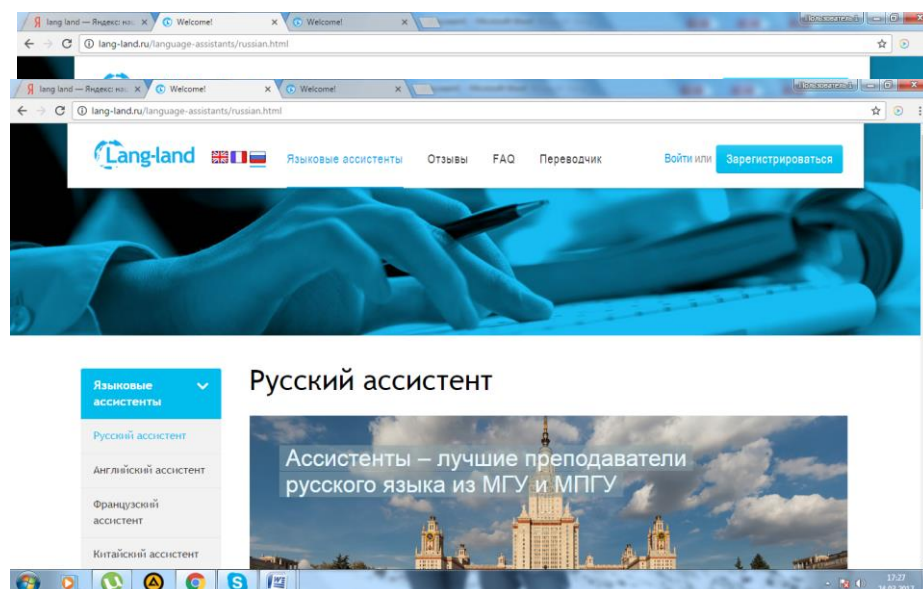 lang land — Яндекс: на...
Welcome!
Welcome!
lang-land.ru/language-assistants/russian.html
lang land — Яндекс: на...
Welcome!
Welcome!
lang-land.ru/language-assistants/russian.html
Lang-land
Языковые ассистенты
Отзывы
FAQ
Переводчик
Войти или
Зарегистрироваться
Языковые
ассистенты
Русский ассистент
Английский ассистент
Французский
ассистент
Китайский ассистент
Русский ассистент
Ассистенты – лучшие преподаватели
русского языка из МГУ и МПГУ
17:27